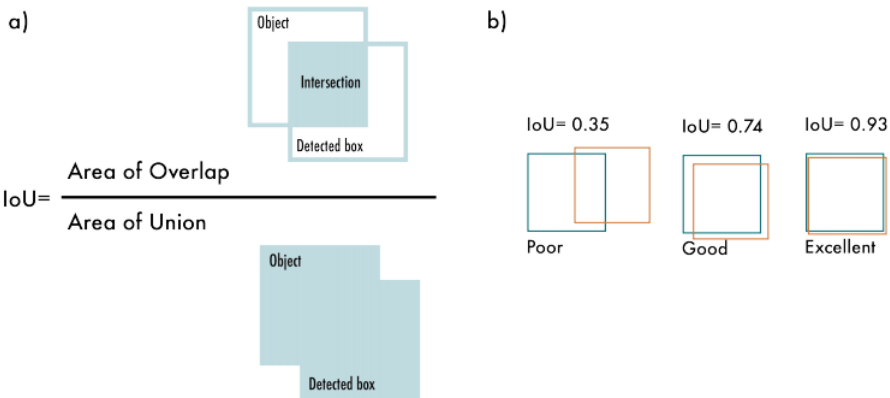 a)
Object
Intersection
Detected box
IoU=
Area of Overlap
Area of Union
Object
Detected box
b)
IoU= 0.35
IoU= 0.74
IoU= 0.93
Poor
Good
Excellent